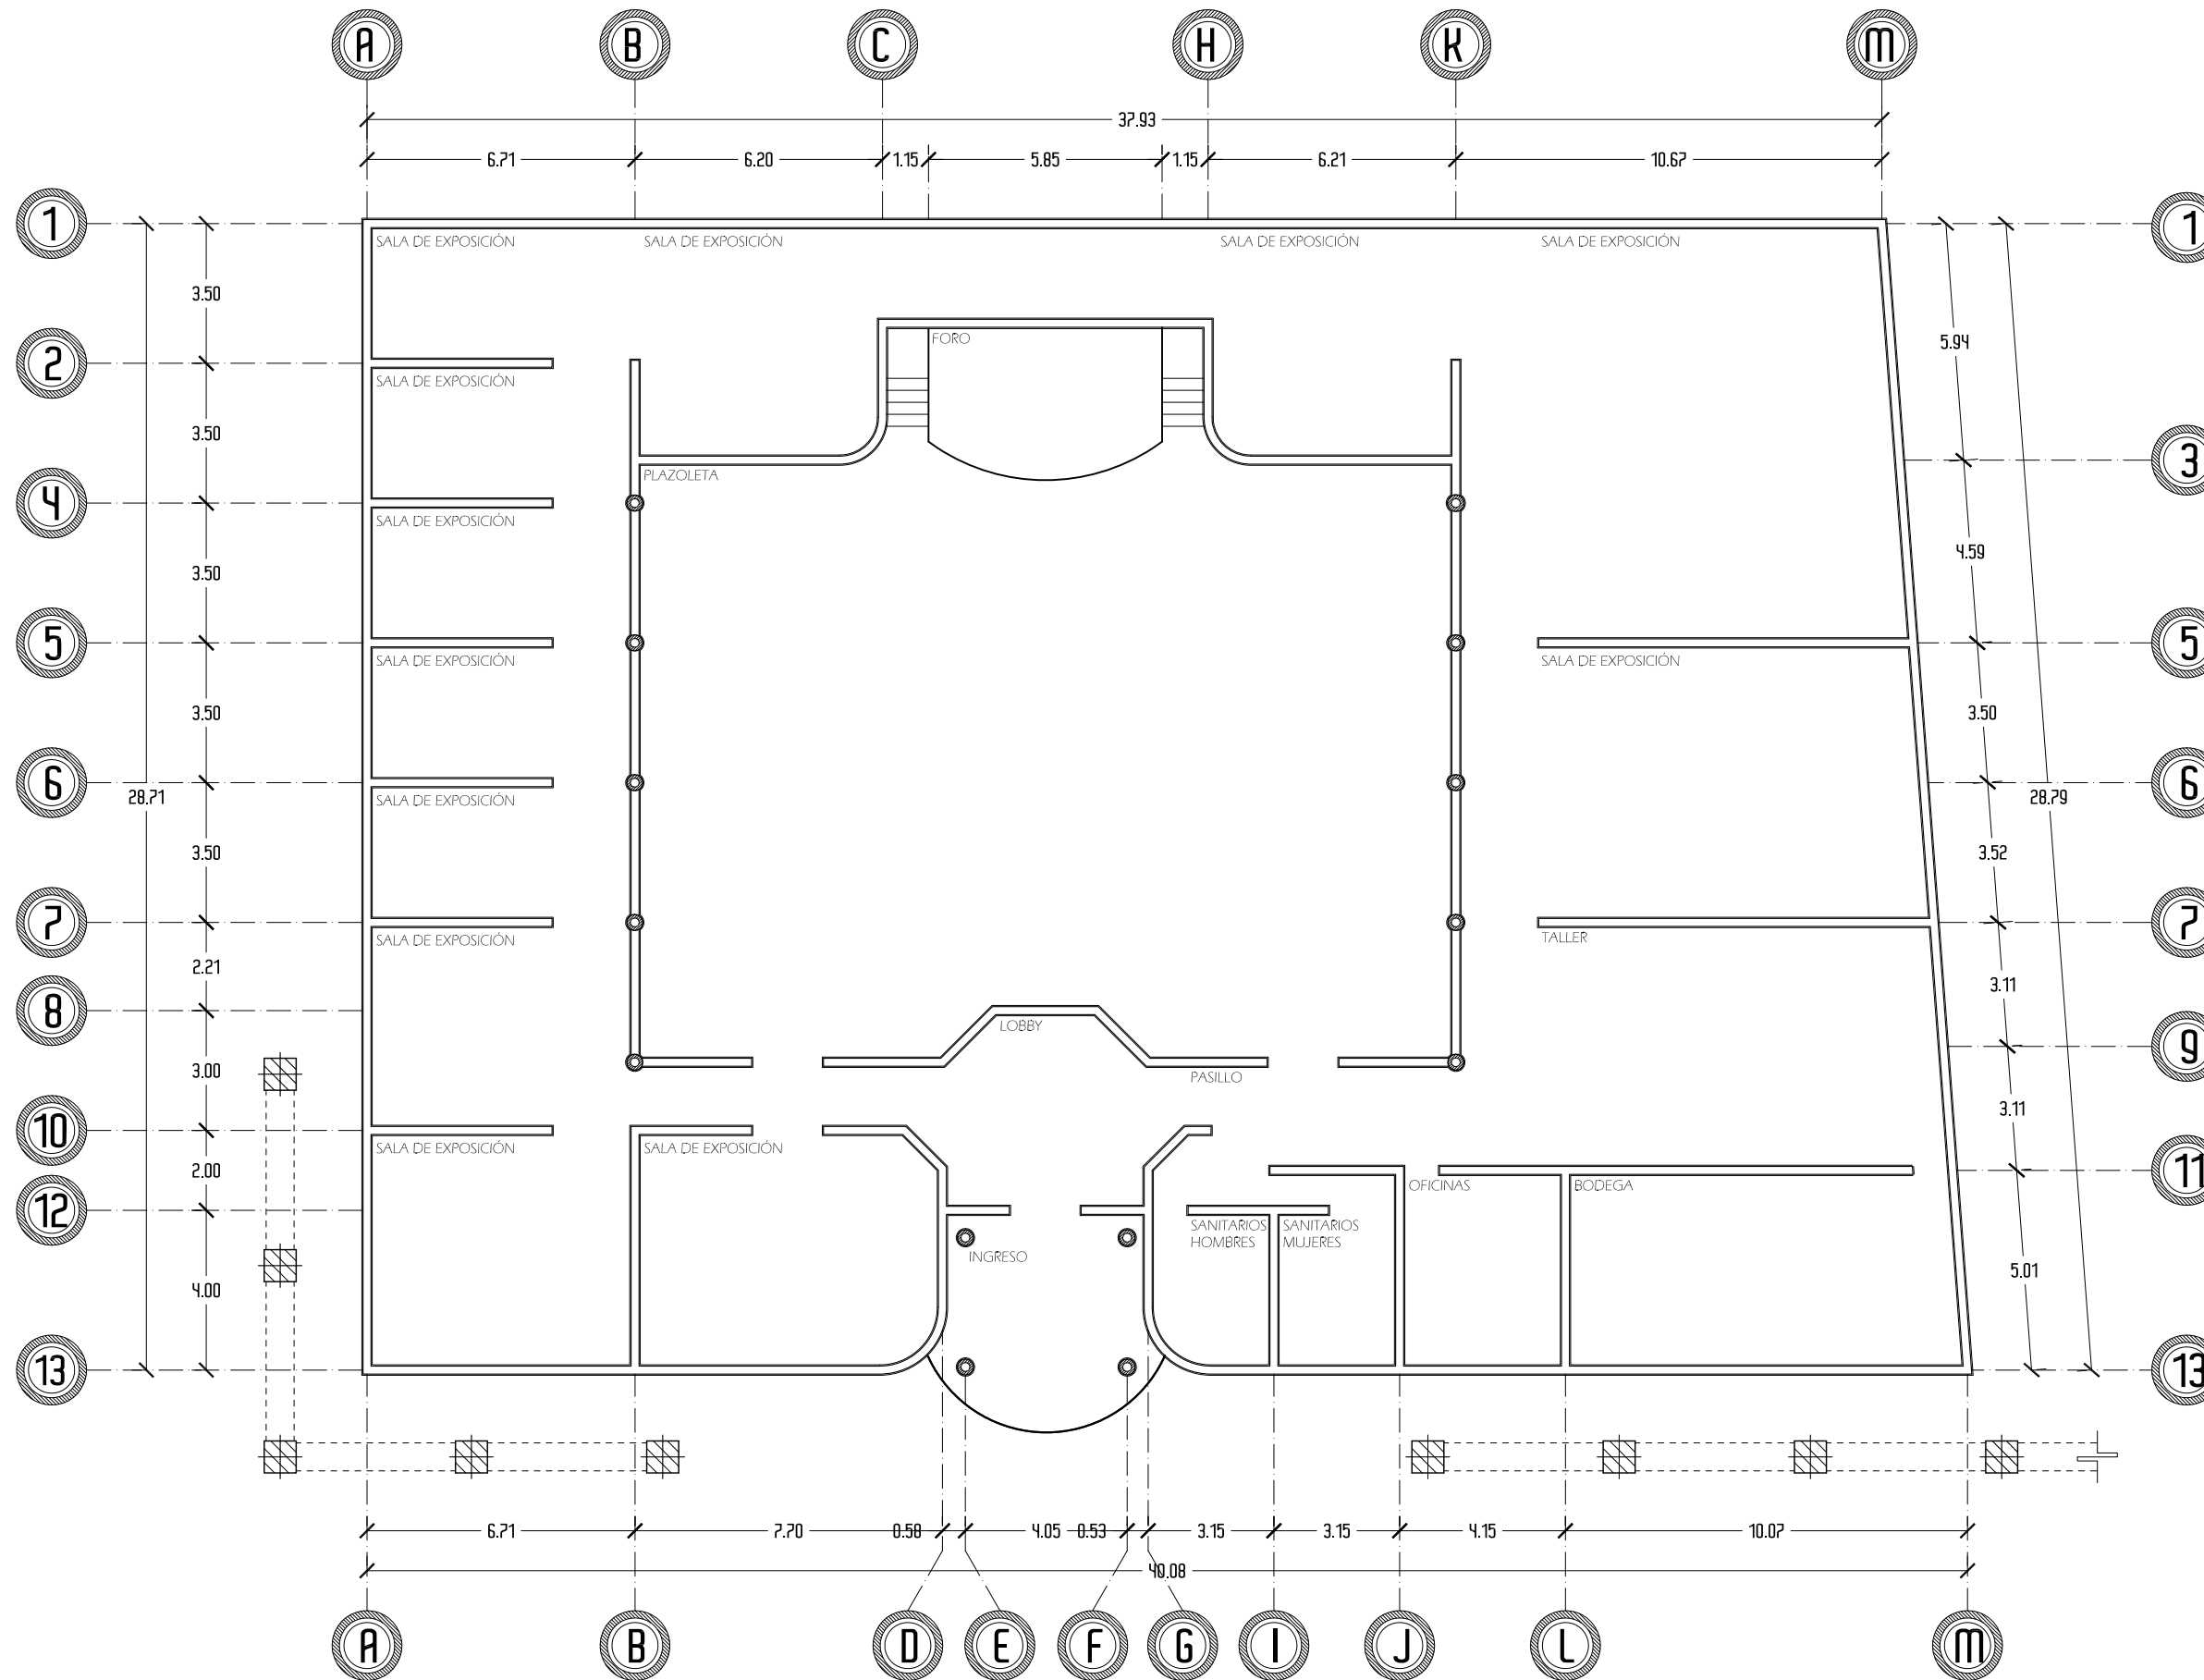 A B C H K M
37.93
6.71 6.20 1.15 5.85 1.15 6.21 10.67
1 1
SALA DE EXPOSICIÓN SALA DE EXPOSICIÓN SALA DE EXPOSICIÓN SALA DE EXPOSICIÓN
3.50
FORO
5.94
2
SALA DE EXPOSICIÓN
3.50
3
PLAZOLETA
4
SALA DE EXPOSICIÓN
4.59
3.50
5 5
SALA DE EXPOSICIÓN SALA DE EXPOSICIÓN
3.50 3.50
6 6
28.71 28.79
SALA DE EXPOSICIÓN
3.50 3.52
7 7
SALA DE EXPOSICIÓN TALLER
2.21
3.11
8
LOBBY
9
3.00
PASILLO
3.11
10
SALA DE EXPOSICIÓN SALA DE EXPOSICIÓN
2.00
11
OFICINAS BODEGA
12
SANITARIOS SANITARIOS
HOMBRES MUJERES
INGRESO
4.00 5.01
13 13
6.71 7.70 0.58 4.05 0.53 3.15 3.15 4.15 10.07
40.08
A B D E F G I J L M